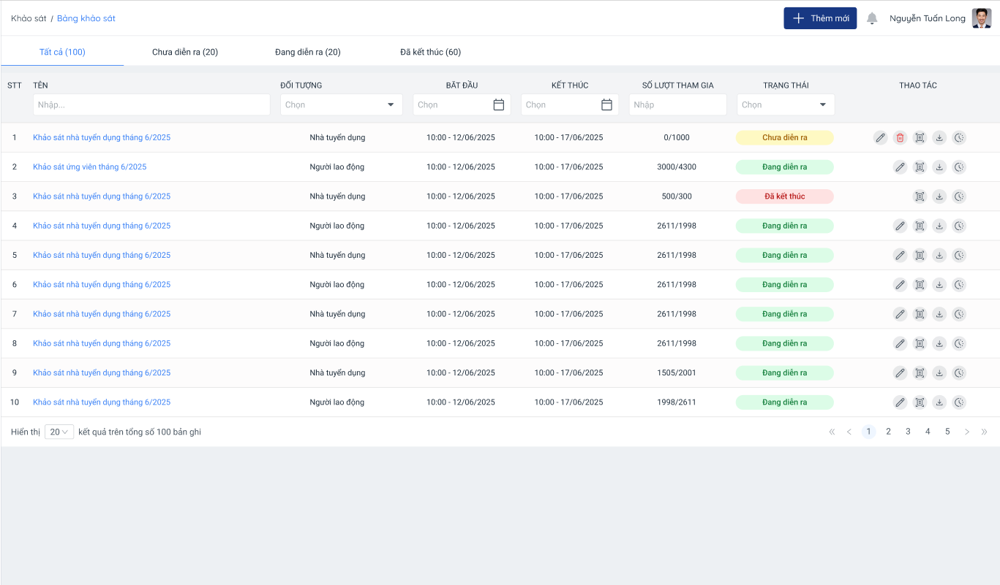 Khảo sát / Bảng khảo sát
Thêm mới
Nguyễn Tuấn Long
Tất cả (100) Chưa diễn ra (20) Đang diễn ra (20) Đã kết thúc (60)
STT TÊN ĐỐI TƯỢNG BẮT ĐẦU KẾT THÚC SỐ LƯỢT THAM GIA TRẠNG THÁI THAO TÁC
Nhập... Chọn Chọn Chọn Nhập Chọn
1 Khảo sát nhà tuyển dụng tháng 6/2025 Nhà tuyển dụng 10:00 - 12/06/2025 10:00 - 17/06/2025 0/1000 Chưa diễn ra
2 Khảo sát ứng viên tháng 6/2025 Người lao động 10:00 - 12/06/2025 10:00 - 17/06/2025 3000/4300 Đang diễn ra
3 Khảo sát nhà tuyển dụng tháng 6/2025 Nhà tuyển dụng 10:00 - 12/06/2025 10:00 - 17/06/2025 500/300 Đã kết thúc
4 Khảo sát nhà tuyển dụng tháng 6/2025 Người lao động 10:00 - 12/06/2025 10:00 - 17/06/2025 2611/1998 Đang diễn ra
5 Khảo sát nhà tuyển dụng tháng 6/2025 Nhà tuyển dụng 10:00 - 12/06/2025 10:00 - 17/06/2025 2611/1998 Đang diễn ra
6 Khảo sát nhà tuyển dụng tháng 6/2025 Người lao động 10:00 - 12/06/2025 10:00 - 17/06/2025 2611/1998 Đang diễn ra
7 Khảo sát nhà tuyển dụng tháng 6/2025 Nhà tuyển dụng 10:00 - 12/06/2025 10:00 - 17/06/2025 2611/1998 Đang diễn ra
8 Khảo sát nhà tuyển dụng tháng 6/2025 Người lao động 10:00 - 12/06/2025 10:00 - 17/06/2025 2611/1998 Đang diễn ra
9 Khảo sát nhà tuyển dụng tháng 6/2025 Nhà tuyển dụng 10:00 - 12/06/2025 10:00 - 17/06/2025 1505/2001 Đang diễn ra
10 Khảo sát nhà tuyển dụng tháng 6/2025 Người lao động 10:00 - 12/06/2025 10:00 - 17/06/2025 1998/2611 Đang diễn ra
Hiển thị 20 kết quả trên tổng số 100 bản ghi « < 1 2 3 4 5 > »